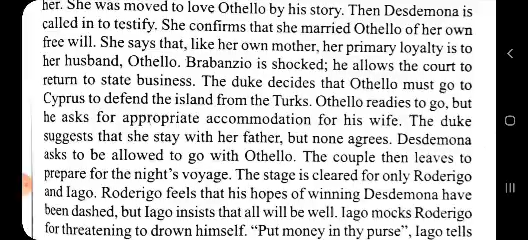 her. She was moved to love Othello by his story. Then Desdemona is
called in to testify. She confirms that she married Othello of her own
free will. She says that, like her own mother, her primary loyalty is to
her husband, Othello. Brabanzio is shocked; he allows the court to
return to state business. The duke decides that Othello must go to
Cyprus to defend the island from the Turks. Othello readies to go, but
he asks for appropriate accommodation for his wife. The duke
suggests that she stay with her father, but none agrees. Desdemona
asks to be allowed to go with Othello. The couple then leaves to
prepare for the night's voyage. The stage is cleared for only Roderigo
and Iago. Roderigo feels that his hopes of winning Desdemona have
been dashed, but Iago insists that all will be well. Iago mocks Roderigo
for threatening to drown himself. "Put money in thy purse", Iago tells